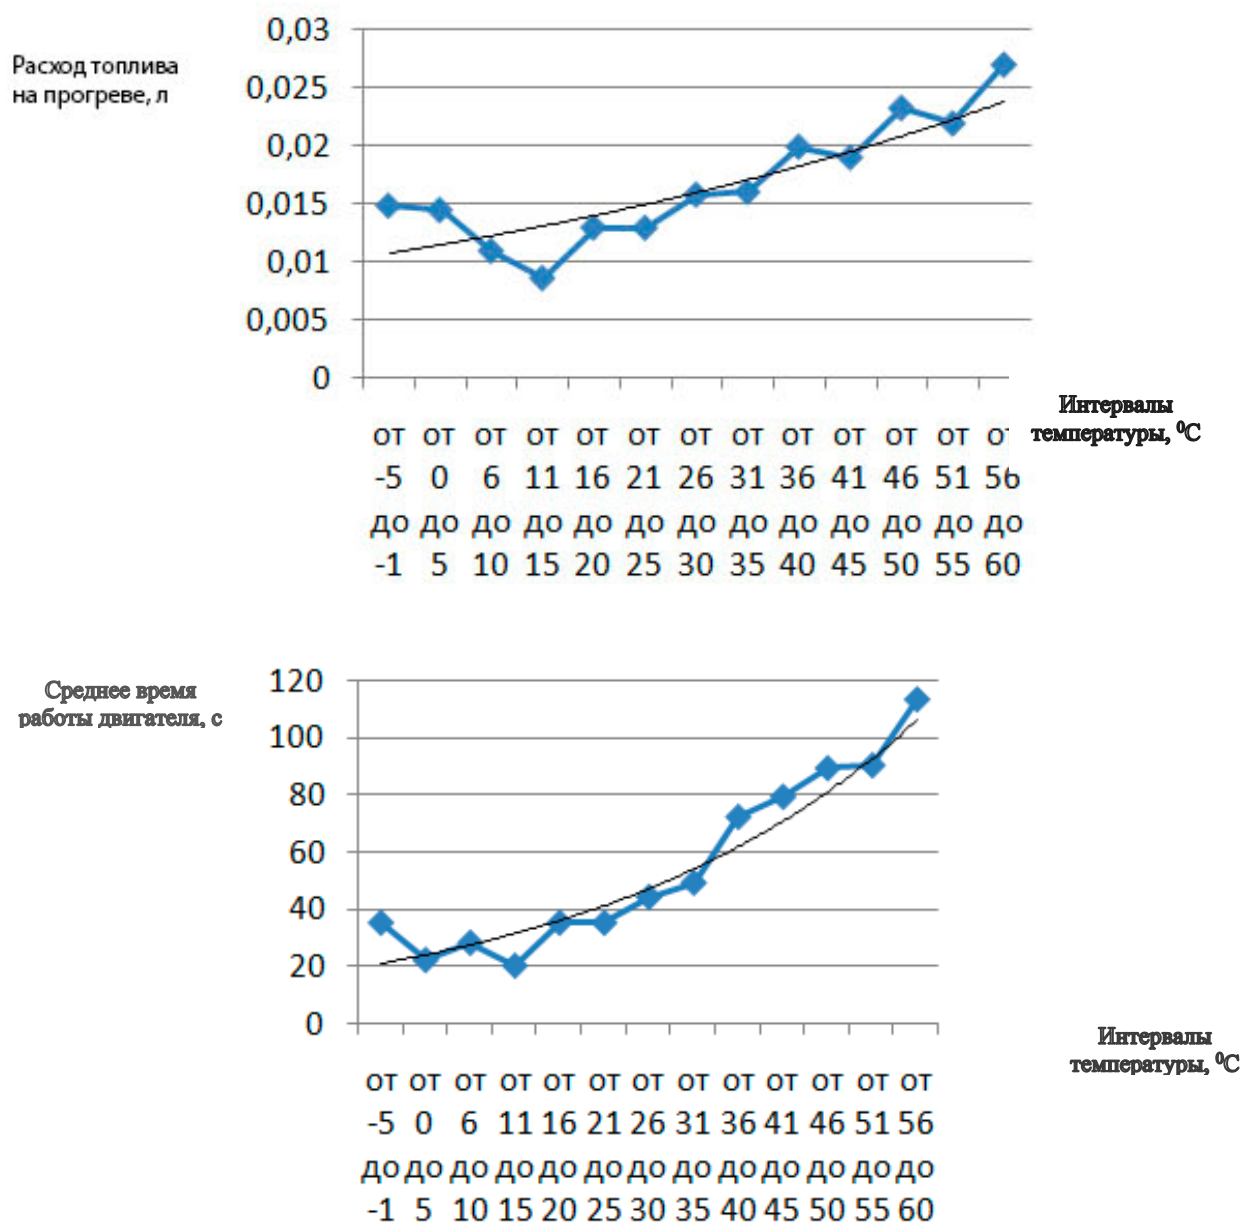 Расход топлива
на прогреве, л
0,03
0,025
0,02
0,015
0,01
0,005
0
от от от от от от от от от от от от от
-5 0 6 11 16 21 26 31 36 41 46 51 56
до до до до до до до до до до до до до
-1 5 10 15 20 25 30 35 40 45 50 55 60
Интервалы
температуры, ⁰С
Среднее время
работы двигателя, с
120
100
80
60
40
20
0
от от от от от от от от от от от от от
-5 0 6 11 16 21 26 31 36 41 46 51 56
до до до до до до до до до до до до до
-1 5 10 15 20 25 30 35 40 45 50 55 60
Интервалы
температуры, ⁰С